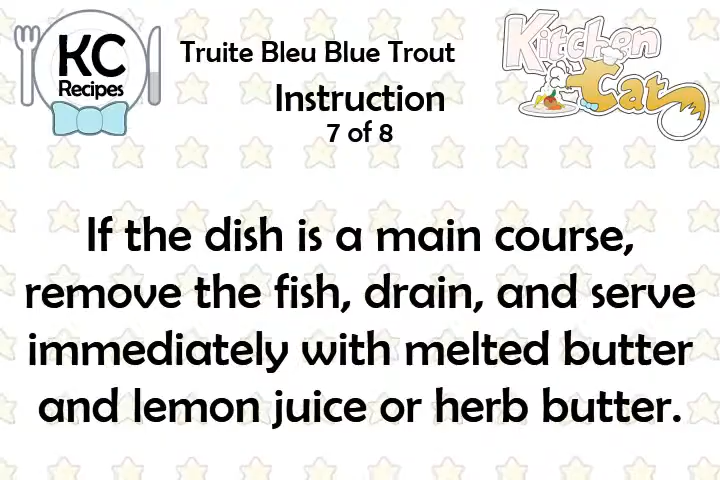 KC
Recipes
Truite Bleu Blue Trout
Instruction
7 of 8
Kitchen
Cat
If the dish is a main course,
remove the fish, drain, and serve
immediately with melted butter
and lemon juice or herb butter.